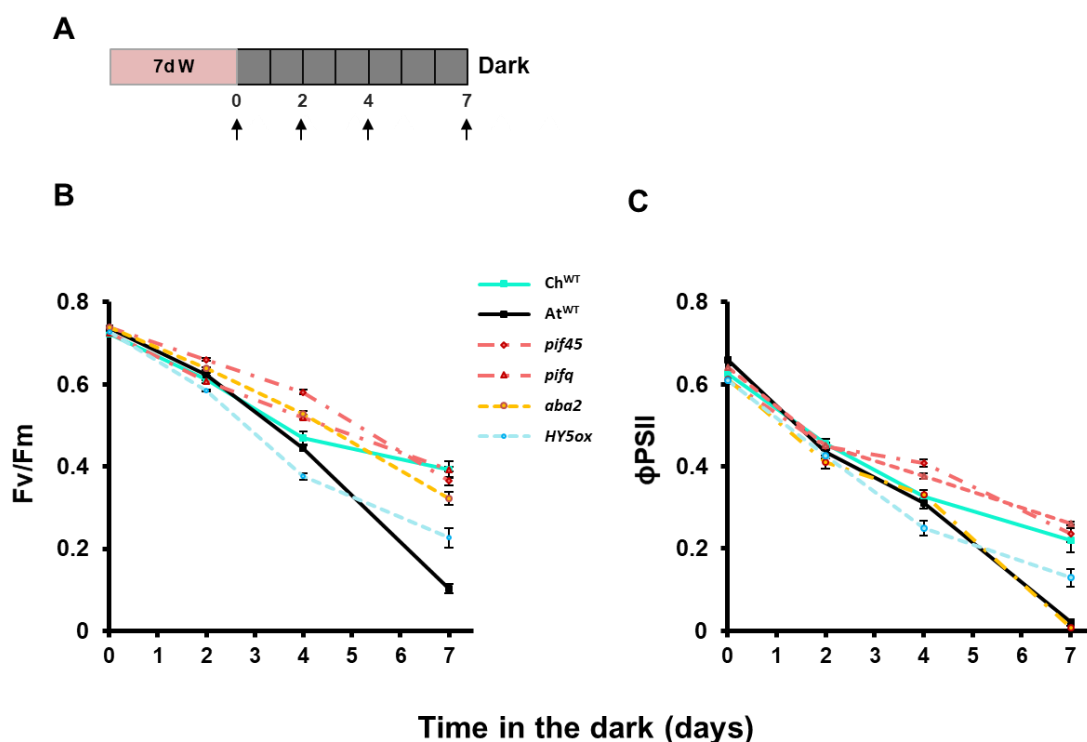 A
7d W
Dark
0 2 4 7
B
C
Ch^WT
At^WT
pif45
pifq
aba2
HY5ox
Fv/Fm
0.8
0.6
0.4
0.2
0
0 1 2 3 4 5 6 7
ϕPSII
0.8
0.6
0.4
0.2
0
0 1 2 3 4 5 6 7
Time in the dark (days)